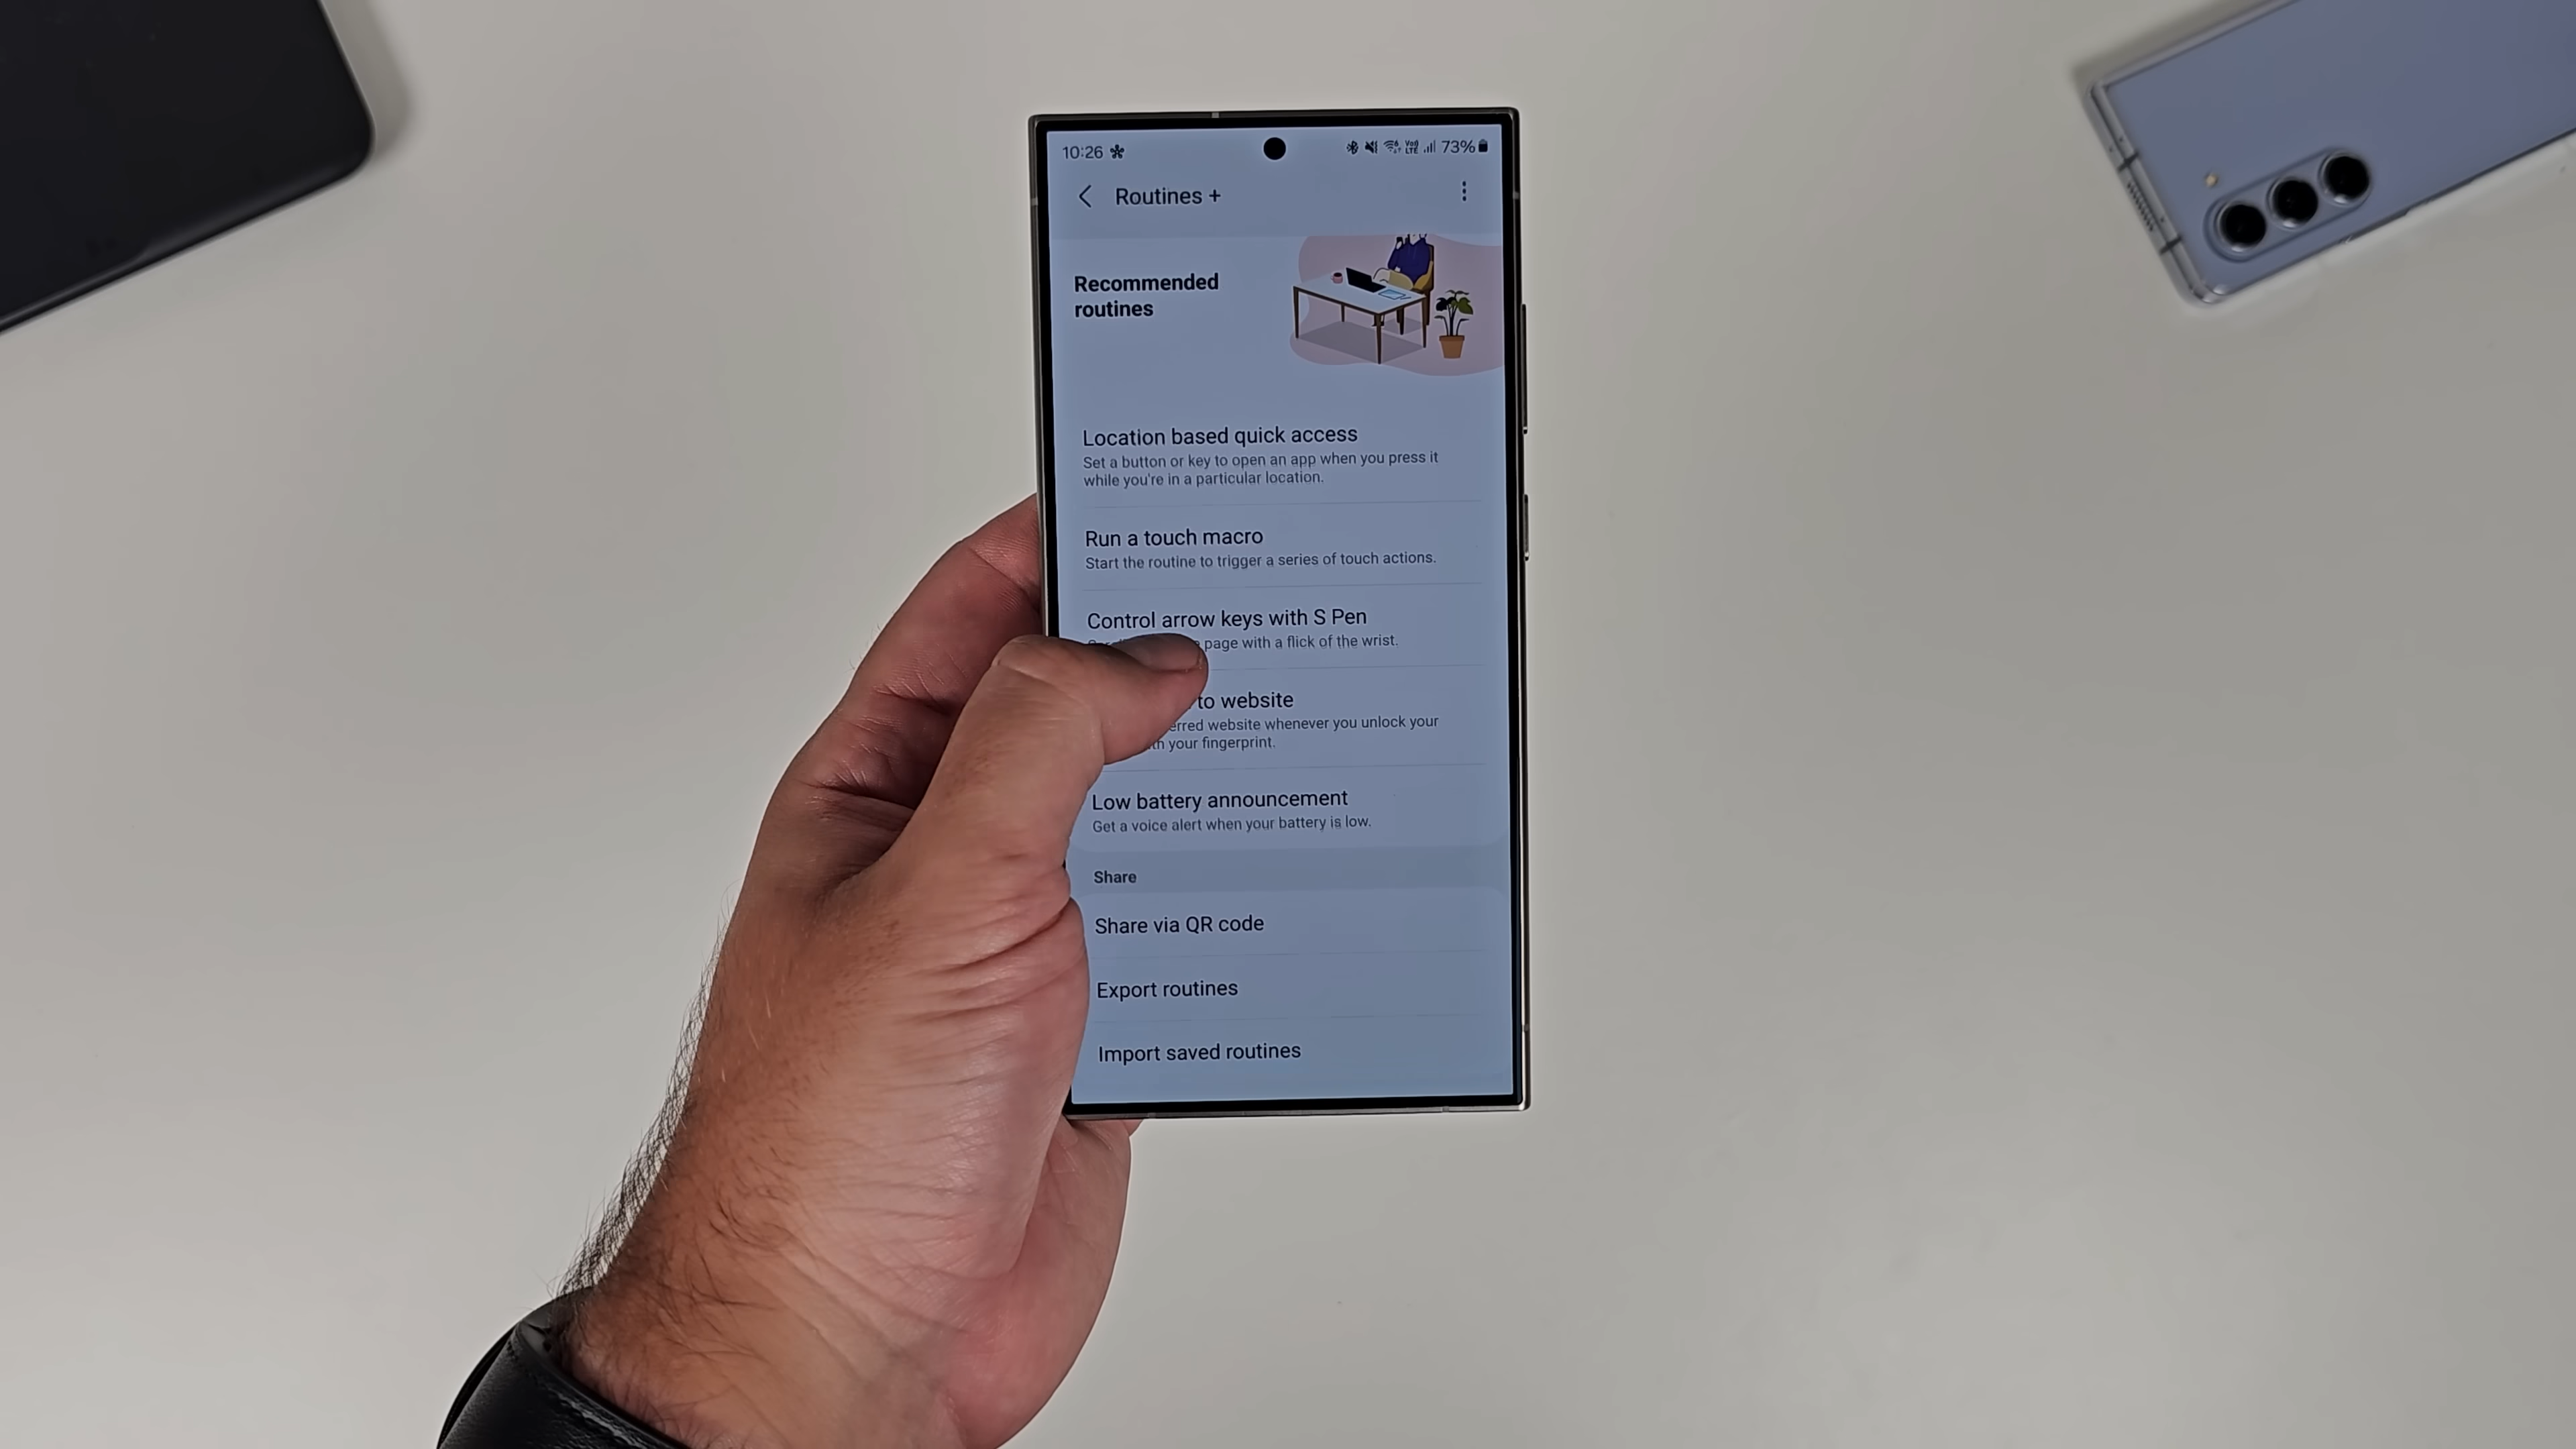 10:26
Vo) LTE 73%
Routines +
Recommended
routines
Location based quick access
Set a button or key to open an app when you press it
while you're in a particular location.
Run a touch macro
Start the routine to trigger a series of touch actions.
Control arrow keys with S Pen
page with a flick of the wrist.
to website
website whenever you unlock your
your fingerprint.
Low battery announcement
Get a voice alert when your battery is low.
Share
Share via QR code
Export routines
Import saved routines